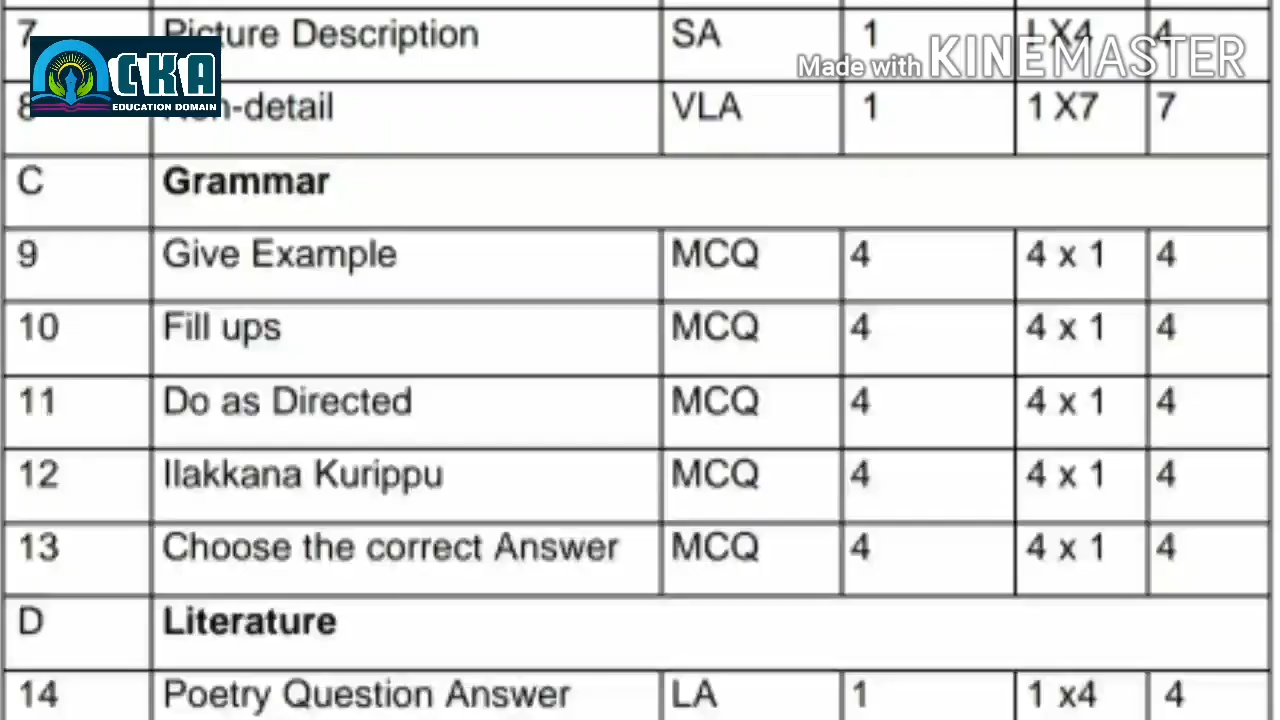 7 Picture Description SA 1 1X4 4
Made with KINEMASTER
CKA
EDUCATION DOMAIN
8 -detail VLA 1 1 X7 7
C Grammar
9 Give Example MCQ 4 4 x 1 4
10 Fill ups MCQ 4 4 x 1 4
11 Do as Directed MCQ 4 4 x 1 4
12 Ilakkana Kurippu MCQ 4 4 x 1 4
13 Choose the correct Answer MCQ 4 4 x 1 4
D Literature
14 Poetry Question Answer LA 1 1 x4 4